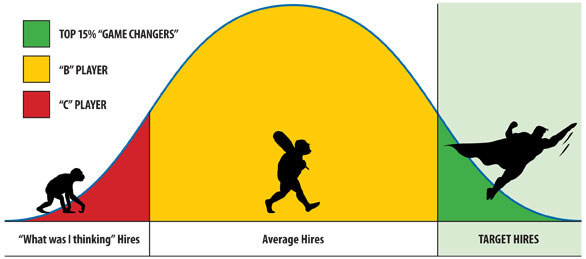 TOP 15% “GAME CHANGERS”
“B” PLAYER
“C” PLAYER
“What was I thinking” Hires
Average Hires
TARGET HIRES